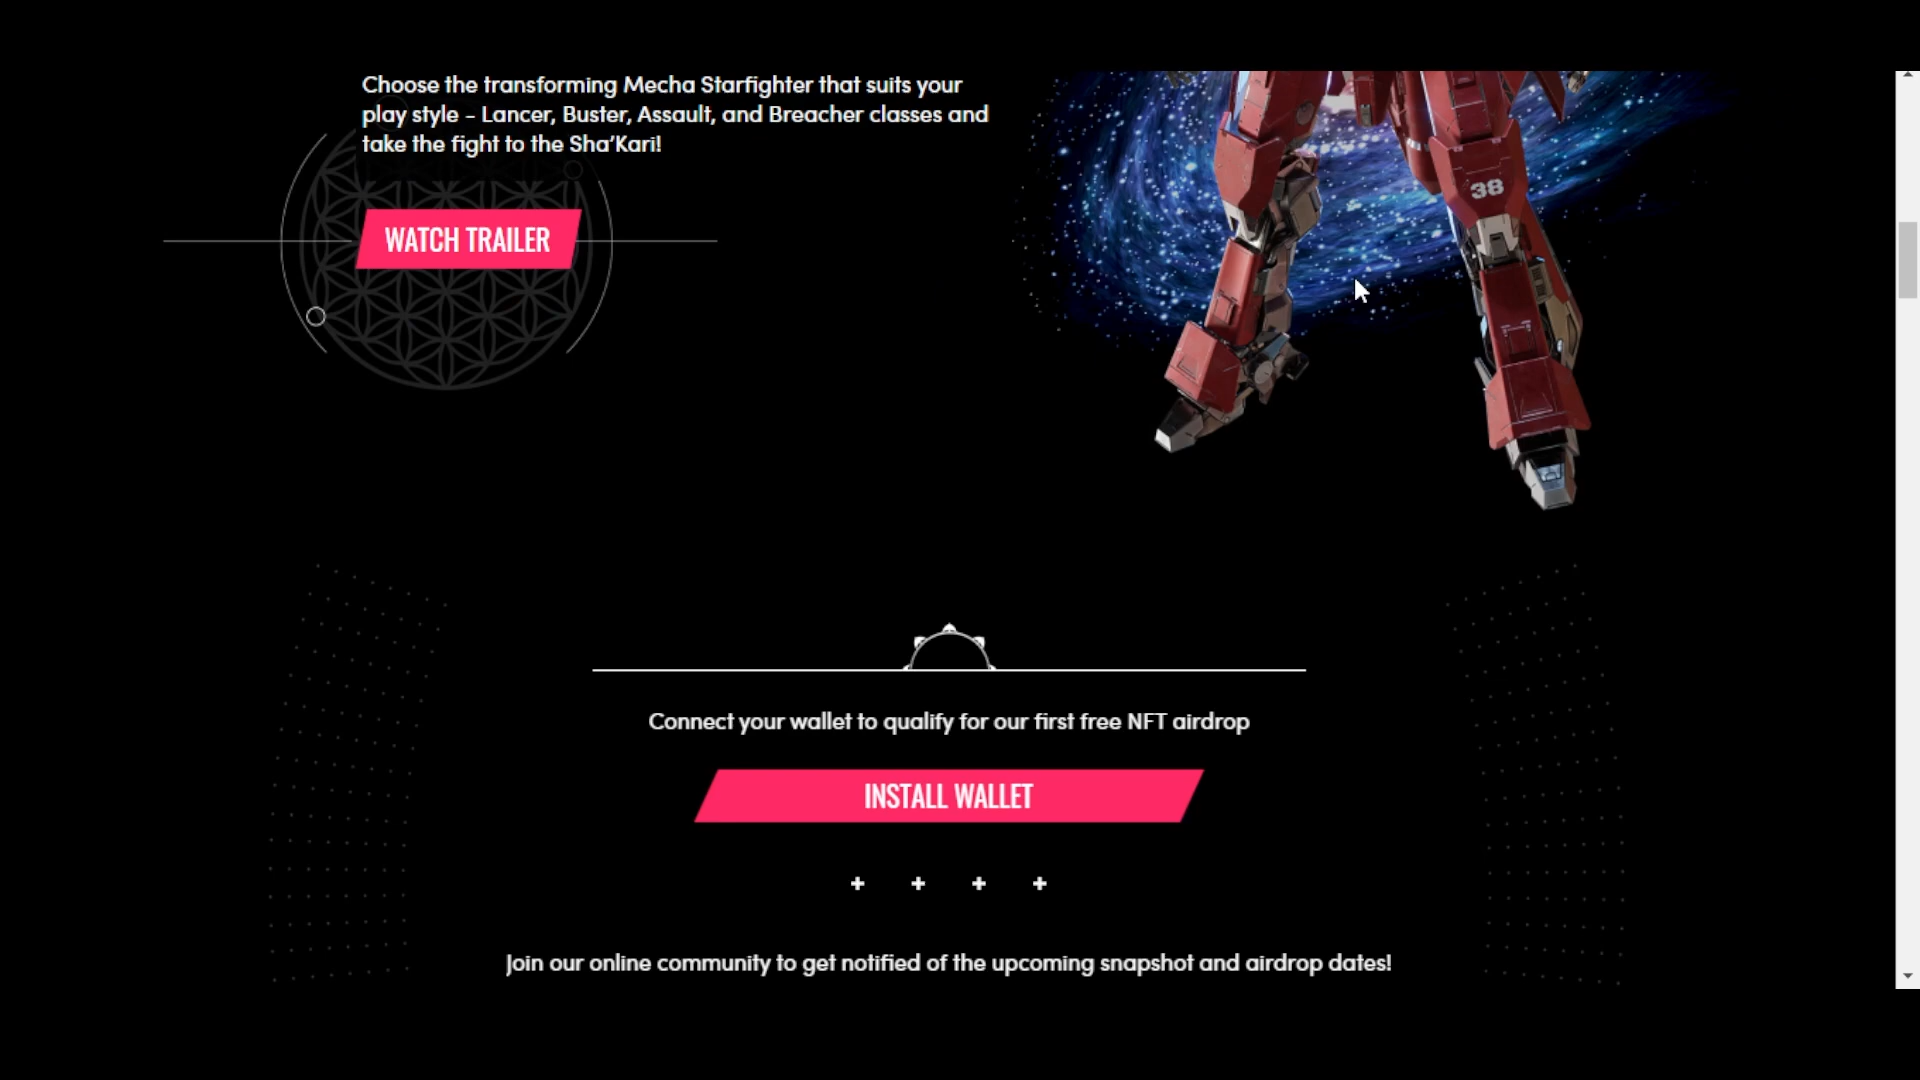 Choose the transforming Mecha Starfighter that suits your
play style - Lancer, Buster, Assault, and Breacher classes and
take the fight to the Sha'Kari!
WATCH TRAILER
38
Connect your wallet to qualify for our first free NFT airdrop
INSTALL WALLET
Join our online community to get notified of the upcoming snapshot and airdrop dates!